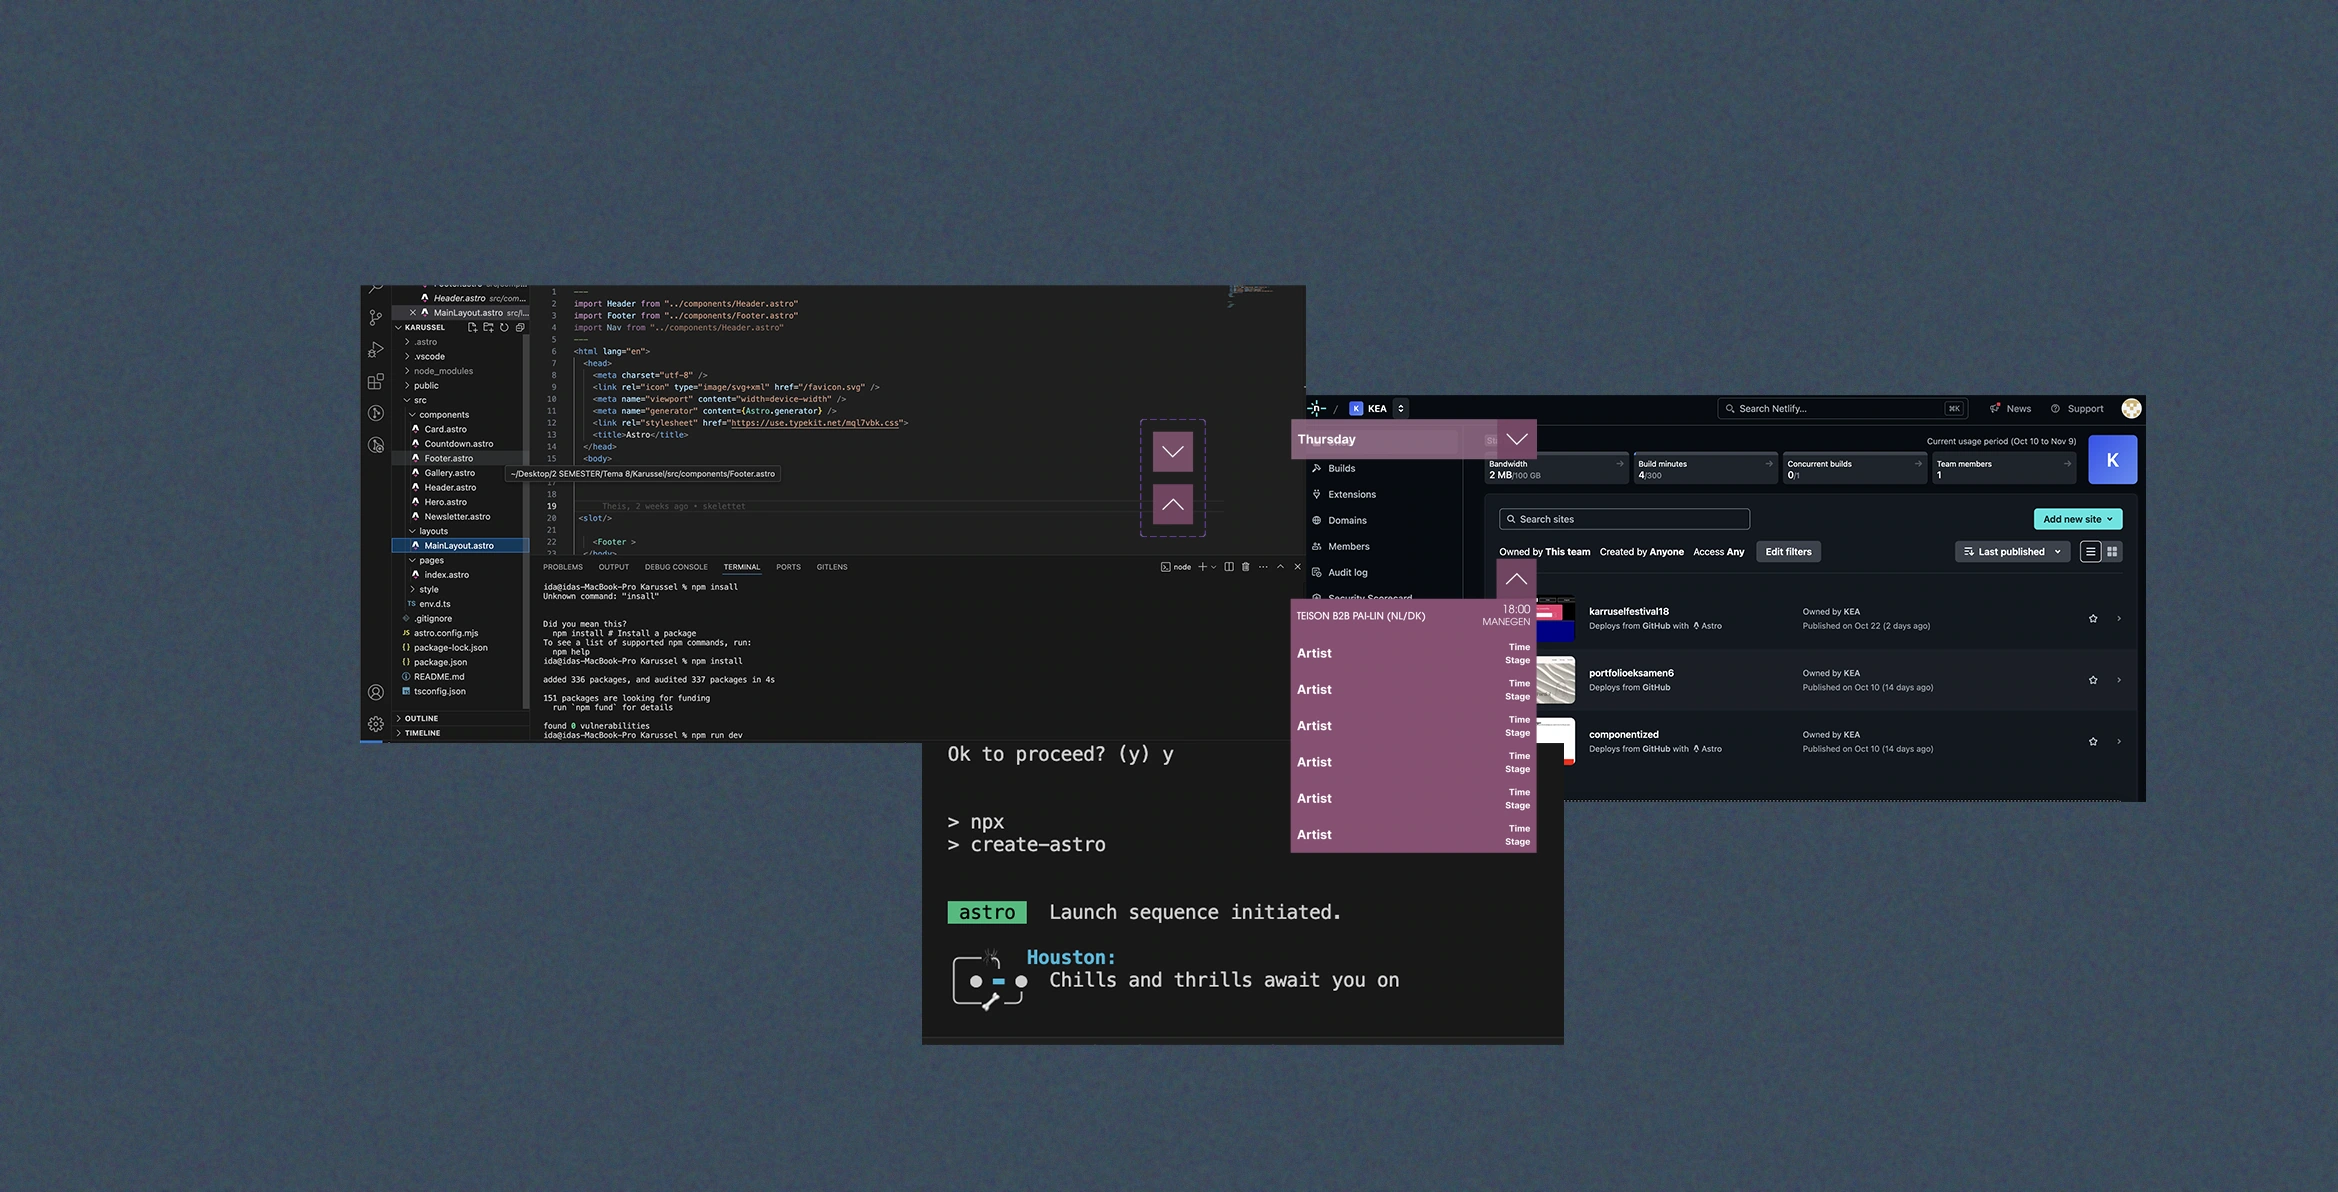 Header.astro src/com...
MainLayout.astro src/l...
KARUSSEL
.astro
.vscode
node_modules
public
src
components
Card.astro
Countdown.astro
Footer.astro
Gallery.astro
Header.astro
Hero.astro
Newsletter.astro
layouts
MainLayout.astro
pages
index.astro
style
TS env.d.ts
.gitignore
JS astro.config.mjs
{} package-lock.json
{} package.json
README.md
tsconfig.json
OUTLINE
TIMELINE
1 ---
2 import Header from "../components/Header.astro"
3 import Footer from "../components/Footer.astro"
4 import Nav from "../components/Header.astro"
5 ---
6 <html lang="en">
7 <head>
8 <meta charset="utf-8" />
9 <link rel="icon" type="image/svg+xml" href="/favicon.svg" />
10 <meta name="viewport" content="width=device-width" />
11 <meta name="generator" content={Astro.generator} />
12 <link rel="stylesheet" href="https://use.typekit.net/mql7vbk.css">
13 <title>Astro</title>
14 </head>
15 <body>
~/Desktop/2 SEMESTER/Tema 8/Karussel/src/components/Footer.astro
17
18
19 Theis, 2 weeks ago • skelettet
20 <slot/>
21
22 <Footer >
23 </body>
PROBLEMS OUTPUT DEBUG CONSOLE TERMINAL PORTS GITLENS
node
ida@idas-MacBook-Pro Karussel % npm insall
Unknown command: "insall"
Did you mean this?
npm install # Install a package
To see a list of supported npm commands, run:
npm help
ida@idas-MacBook-Pro Karussel % npm install
added 336 packages, and audited 337 packages in 4s
151 packages are looking for funding
run `npm fund` for details
found 0 vulnerabilities
ida@idas-MacBook-Pro Karussel % npm run dev
Ok to proceed? (y) y
> npx
> create-astro
astro Launch sequence initiated.
Houston:
Chills and thrills await you on
Thursday
TEISON B2B PAI-LIN (NL/DK) 18:00
MANEGEN
Artist Time
Stage
Artist Time
Stage
Artist Time
Stage
Artist Time
Stage
Artist Time
Stage
Artist Time
Stage
/ K KEA
Search Netlify... ⌘K News Support
Builds
Extensions
Domains
Members
Audit log
Security Scorecard
Current usage period (Oct 10 to Nov 9)
Bandwidth
2 MB/100 GB
Build minutes
4/300
Concurrent builds
0/1
Team members
1
K
Search sites
Add new site
Owned by This team Created by Anyone Access Any Edit filters Last published
karruselfestival18
Deploys from GitHub with Astro
Owned by KEA
Published on Oct 22 (2 days ago)
portfolioeksamen6
Deploys from GitHub
Owned by KEA
Published on Oct 10 (14 days ago)
componentized
Deploys from GitHub with Astro
Owned by KEA
Published on Oct 10 (14 days ago)